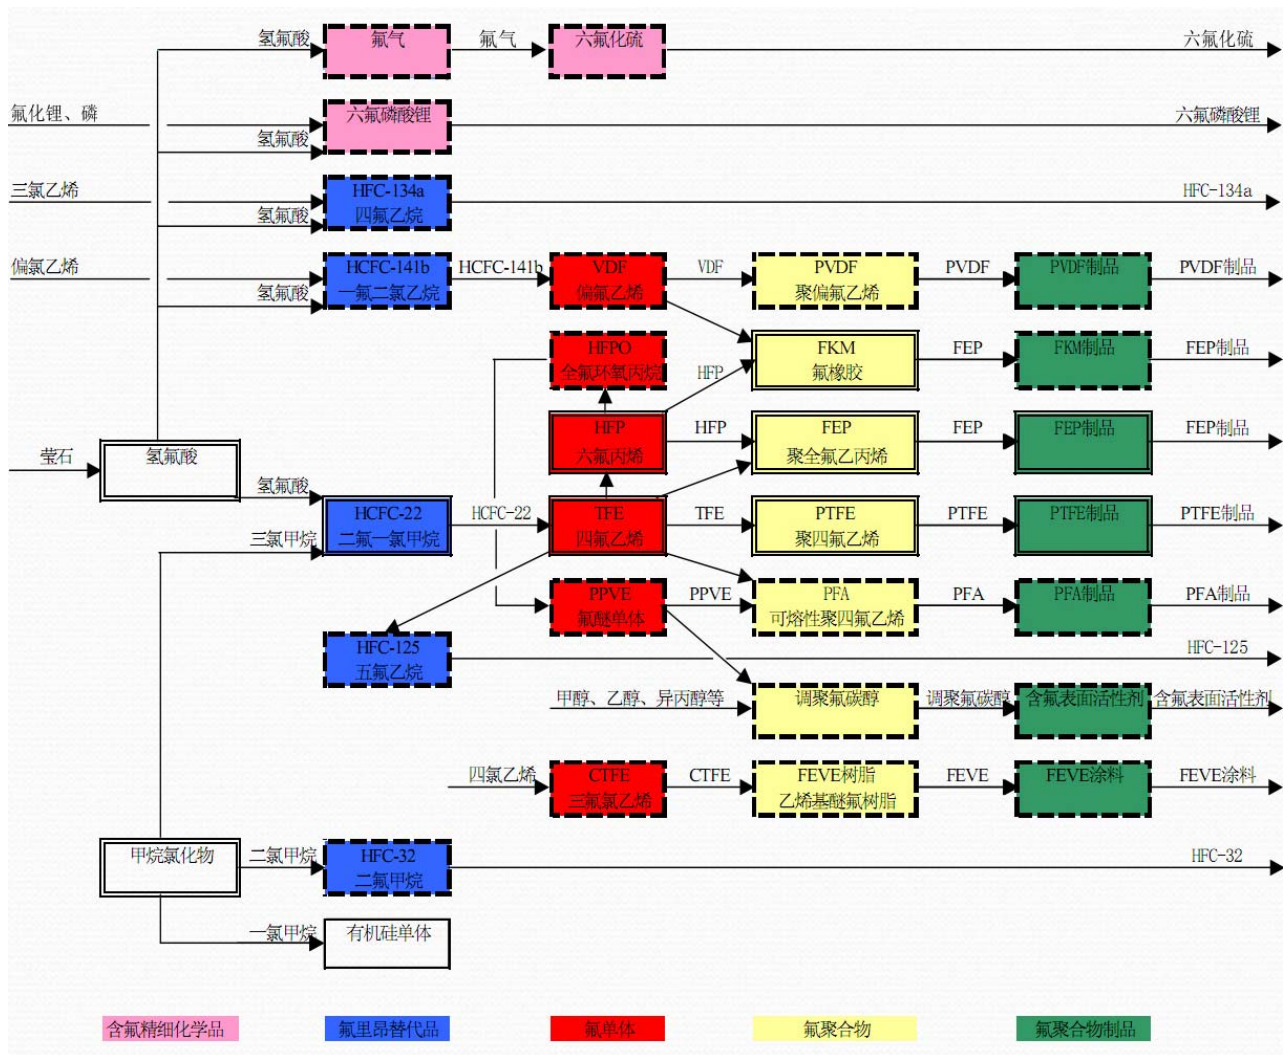 氢氟酸
氟气
氟气
六氟化硫
六氟化硫
氟化锂、磷
氢氟酸
六氟磷酸锂
六氟磷酸锂
三氯乙烯
氢氟酸
HFC-134a
四氟乙烷
HFC-134a
偏氯乙烯
氢氟酸
HCFC-141b
一氟二氯乙烷
HCFC-141b
VDF
偏氟乙烯
VDF
PVDF
聚偏氟乙烯
PVDF
PVDF制品
PVDF制品
HFPO
全氟环氧丙烷
HFP
FKM
氟橡胶
FEP
FKM制品
FEP制品
莹石
氢氟酸
HFP
六氟丙烯
HFP
FEP
聚全氟乙丙烯
FEP
FEP制品
FEP制品
氢氟酸
三氯甲烷
HCFC-22
二氟一氯甲烷
HCFC-22
TFE
四氟乙烯
TFE
PTFE
聚四氟乙烯
PTFE
PTFE制品
PTFE制品
PPVE
氟醚单体
PPVE
PFA
可熔性聚四氟乙烯
PFA
PFA制品
PFA制品
HFC-125
五氟乙烷
HFC-125
甲醇、乙醇、异丙醇等
调聚氟碳醇
调聚氟碳醇
含氟表面活性剂
含氟表面活性剂
四氯乙烯
CTFE
三氟氯乙烯
CTFE
FEVE树脂
乙烯基醚氟树脂
FEVE
FEVE涂料
FEVE涂料
甲烷氯化物
二氯甲烷
HFC-32
二氟甲烷
HFC-32
一氯甲烷
有机硅单体
含氟精细化学品
氟里昂替代品
氟单体
氟聚合物
氟聚合物制品